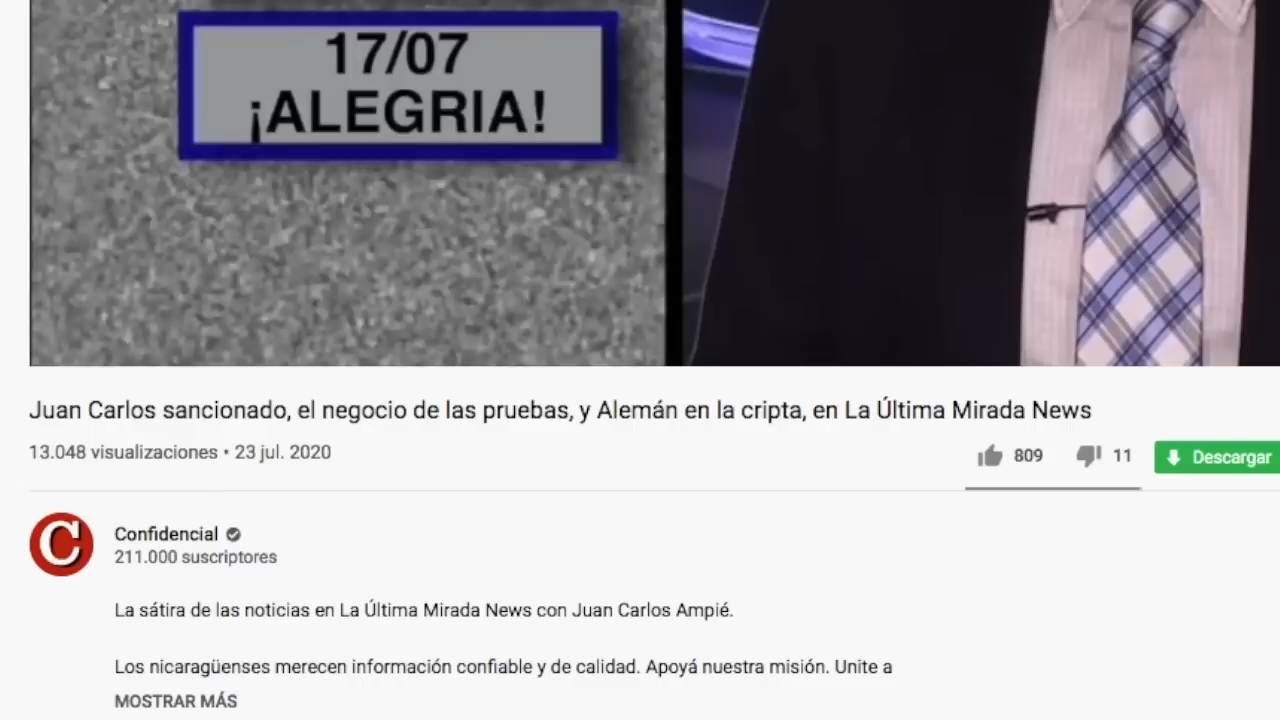 17/07
¡ALEGRIA!
Juan Carlos sancionado, el negocio de las pruebas, y Alemán en la cripta, en La Última Mirada News
13.048 visualizaciones • 23 jul. 2020
809
11
Descargar
C
Confidencial
211.000 suscriptores
La sátira de las noticias en La Última Mirada News con Juan Carlos Ampié.
Los nicaragüenses merecen información confiable y de calidad. Apoyá nuestra misión. Unite a
MOSTRAR MÁS